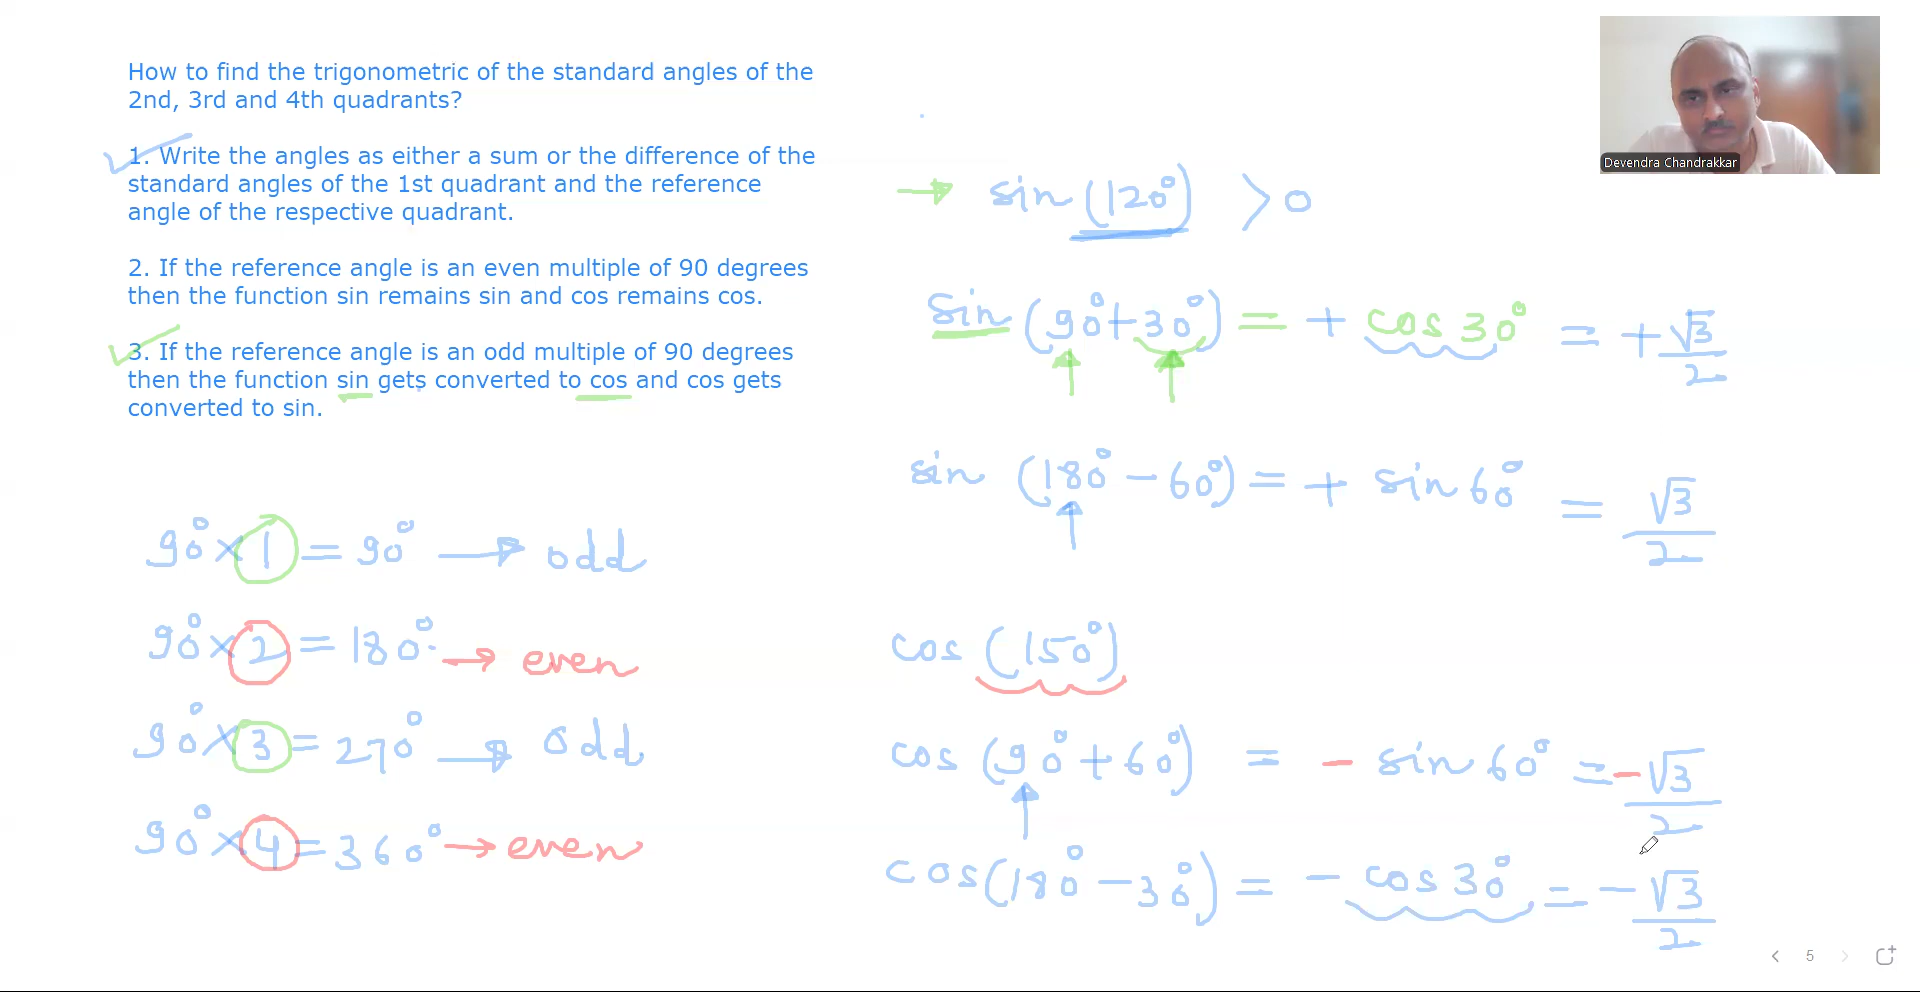 How to find the trigonometric of the standard angles of the
2nd, 3rd and 4th quadrants?
1. Write the angles as either a sum or the difference of the
standard angles of the 1st quadrant and the reference
angle of the respective quadrant.
2. If the reference angle is an even multiple of 90 degrees
then the function sin remains sin and cos remains cos.
3. If the reference angle is an odd multiple of 90 degrees
then the function sin gets converted to cos and cos gets
converted to sin.
90° × 1 = 90° → odd
90° × 2 = 180° → even
90° × 3 = 270° → odd
90° × 4 = 360° → even
→ sin (120°) > 0
sin (90° + 30°) = + cos 30° = + √3/2
sin (180° - 60°) = + sin 60° = √3/2
cos (150°)
cos (90° + 60°) = - sin 60° = - √3/2
cos (180° - 30°) = - cos 30° = - √3/2
Devendra Chandrakkar
5